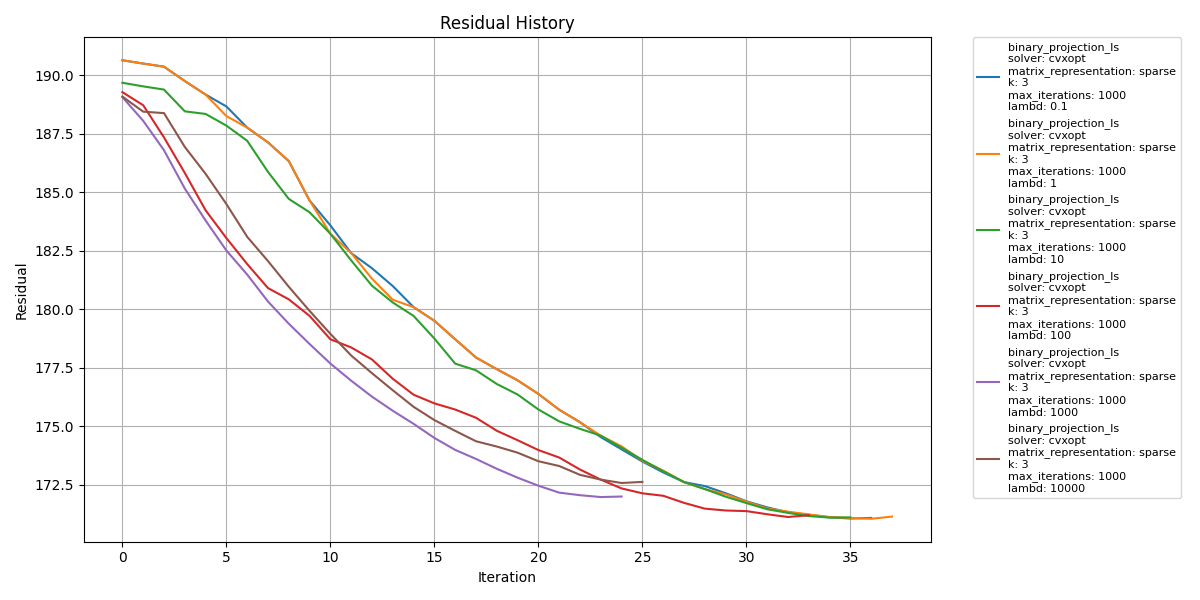 Residual History
Residual
190.0
187.5
185.0
182.5
180.0
177.5
175.0
172.5
0
5
10
15
20
25
30
35
Iteration
binary_projection_ls
solver: cvxopt
matrix_representation: sparse
k: 3
max_iterations: 1000
lambd: 0.1
binary_projection_ls
solver: cvxopt
matrix_representation: sparse
k: 3
max_iterations: 1000
lambd: 1
binary_projection_ls
solver: cvxopt
matrix_representation: sparse
k: 3
max_iterations: 1000
lambd: 10
binary_projection_ls
solver: cvxopt
matrix_representation: sparse
k: 3
max_iterations: 1000
lambd: 100
binary_projection_ls
solver: cvxopt
matrix_representation: sparse
k: 3
max_iterations: 1000
lambd: 1000
binary_projection_ls
solver: cvxopt
matrix_representation: sparse
k: 3
max_iterations: 1000
lambd: 10000